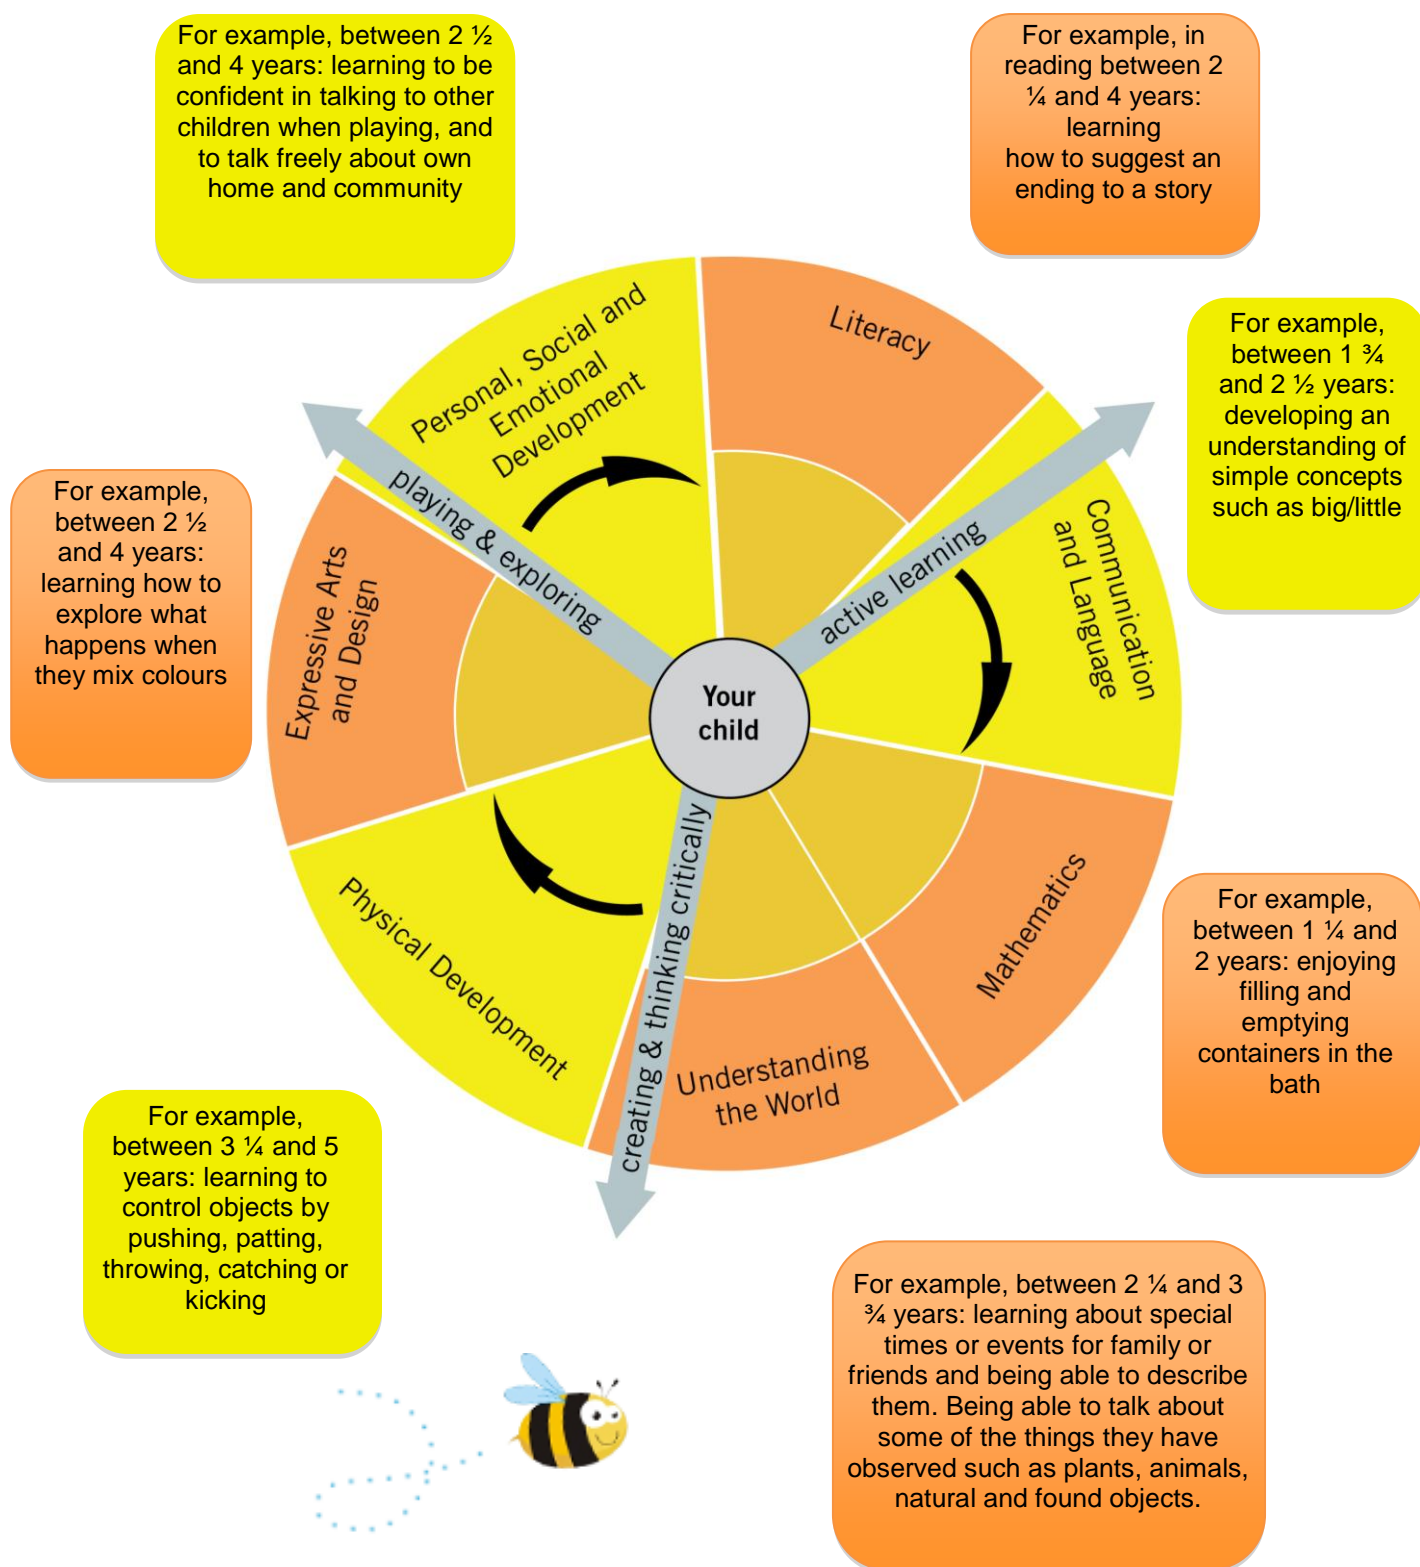 For example, between 2 ½
and 4 years: learning to be
confident in talking to other
children when playing, and
to talk freely about own
home and community
For example, in
reading between 2
¼ and 4 years:
learning
how to suggest an
ending to a story
For example,
between 1 ¾
and 2 ½ years:
developing an
understanding of
simple concepts
such as big/little
For example,
between 2 ½
and 4 years:
learning how to
explore what
happens when
they mix colours
Personal, Social and
Emotional
Development
Literacy
playing & exploring
active learning
Communication
and Language
Expressive Arts
and Design
Your
child
Physical Development
creating & thinking critically
Understanding
the World
Mathematics
For example,
between 1 ¼ and
2 years: enjoying
filling and
emptying
containers in the
bath
For example,
between 3 ¼ and 5
years: learning to
control objects by
pushing, patting,
throwing, catching or
kicking
For example, between 2 ¼ and 3
¾ years: learning about special
times or events for family or
friends and being able to describe
them. Being able to talk about
some of the things they have
observed such as plants, animals,
natural and found objects.